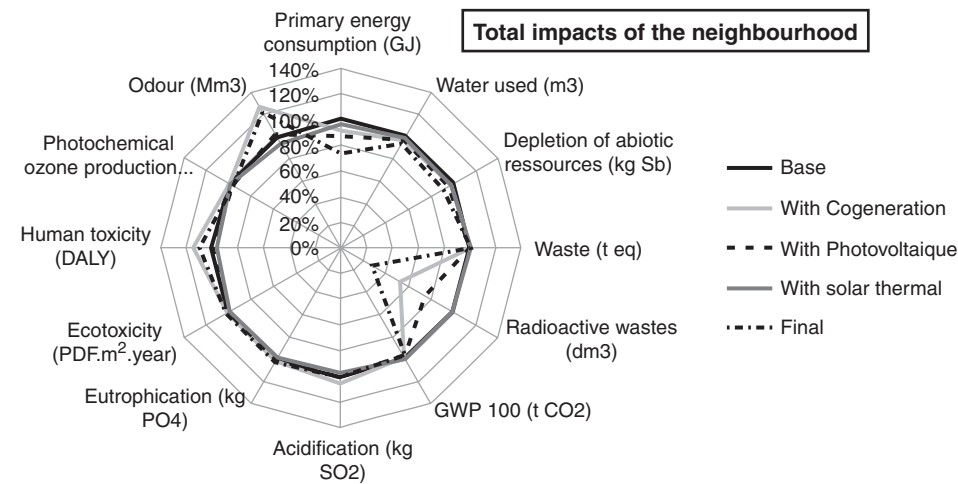 Primary energy
consumption (GJ)
Total impacts of the neighbourhood
140%
120%
100%
80%
60%
40%
20%
0%
Water used (m3)
Depletion of abiotic
ressources (kg Sb)
Waste (t eq)
Radioactive wastes
(dm3)
GWP 100 (t CO2)
Acidification (kg
SO2)
Eutrophication (kg
PO4)
Ecotoxicity
(PDF.m².year)
Human toxicity
(DALY)
Photochemical
ozone production...
Odour (Mm3)
Base
With Cogeneration
With Photovoltaique
With solar thermal
Final